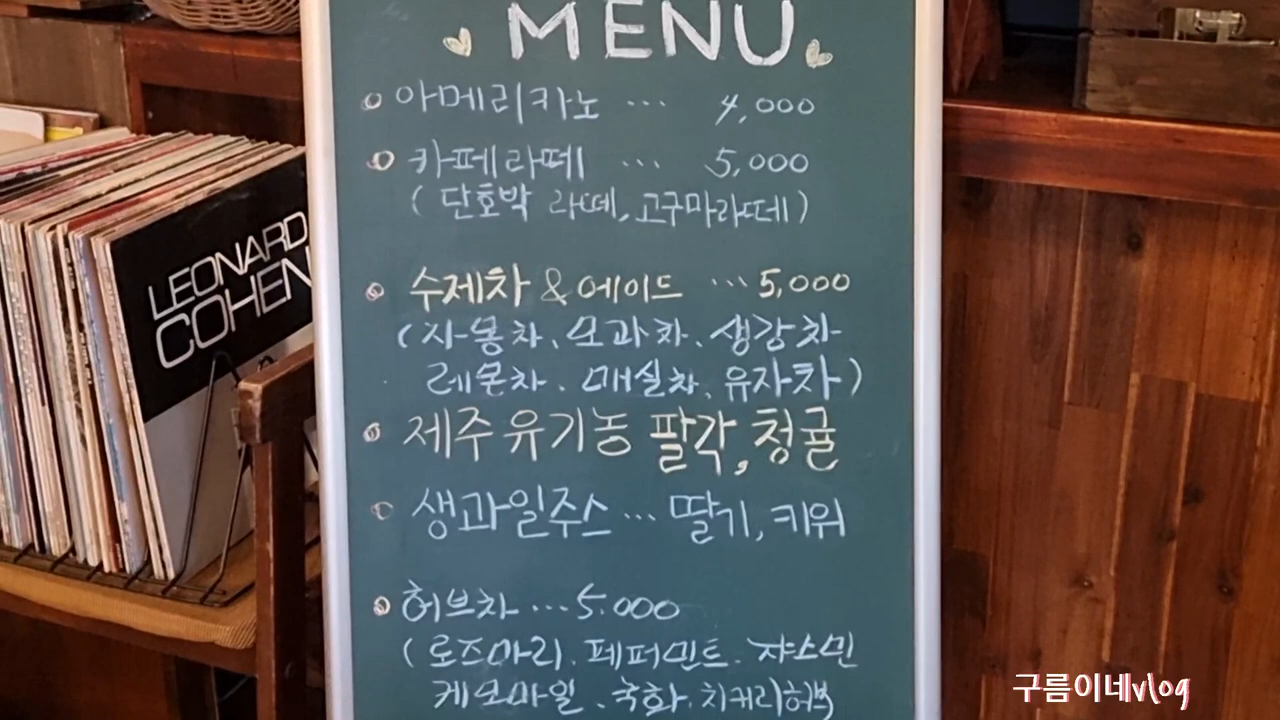 MENU
아메리카노 ... 4,000
카페라떼 ... 5,000
( 단호박 라떼, 고구마라떼 )
수제차 & 에이드 ... 5,000
( 자몽차, 모과차, 생강차
레몬차, 매실차, 유자차 )
제주 유기농 팔각, 청귤
생과일주스 ... 딸기, 키위
허브차 ... 5.000
( 로즈마리. 페퍼민트. 쟈스민
케모마일. 국화. 치커리허브
LEONARD
COHEN
구름이네vlog